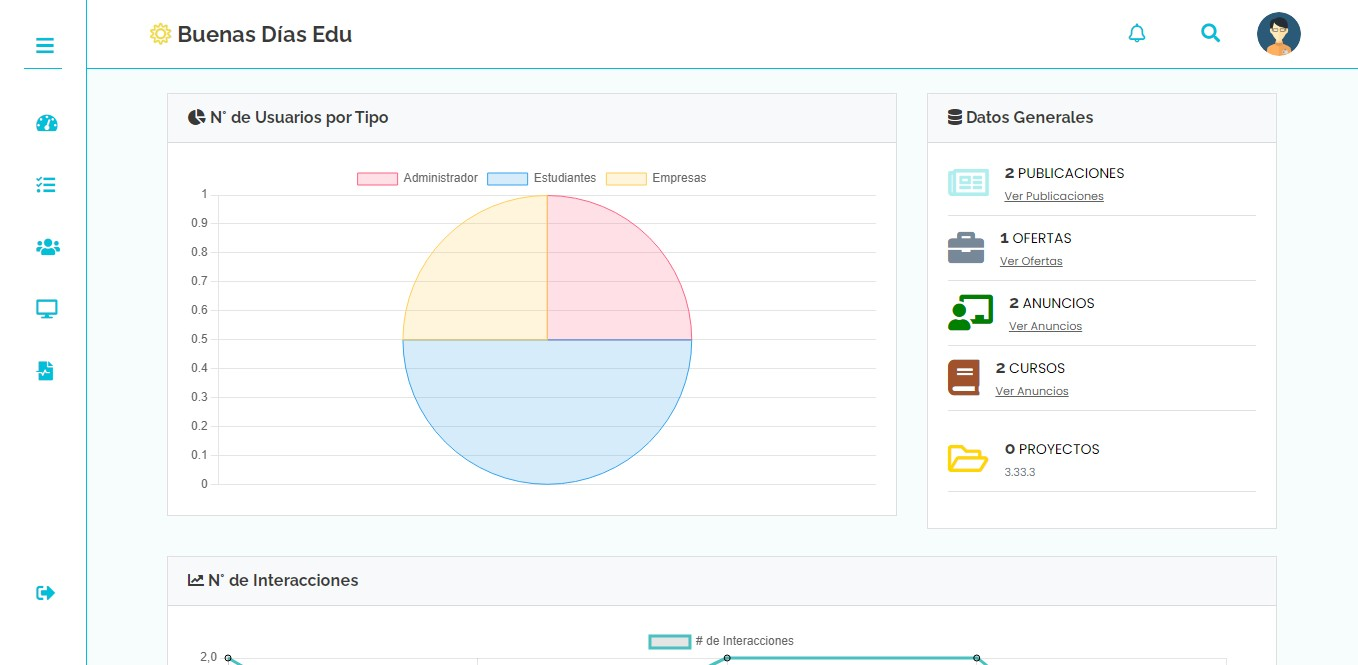 Buenas Días Edu
N° de Usuarios por Tipo
Administrador Estudiantes Empresas
1
0.9
0.8
0.7
0.6
0.5
0.4
0.3
0.2
0.1
0
Datos Generales
2 PUBLICACIONES
Ver Publicaciones
1 OFERTAS
Ver Ofertas
2 ANUNCIOS
Ver Anuncios
2 CURSOS
Ver Anuncios
0 PROYECTOS
3.33.3
N° de Interacciones
# de Interacciones
2,0